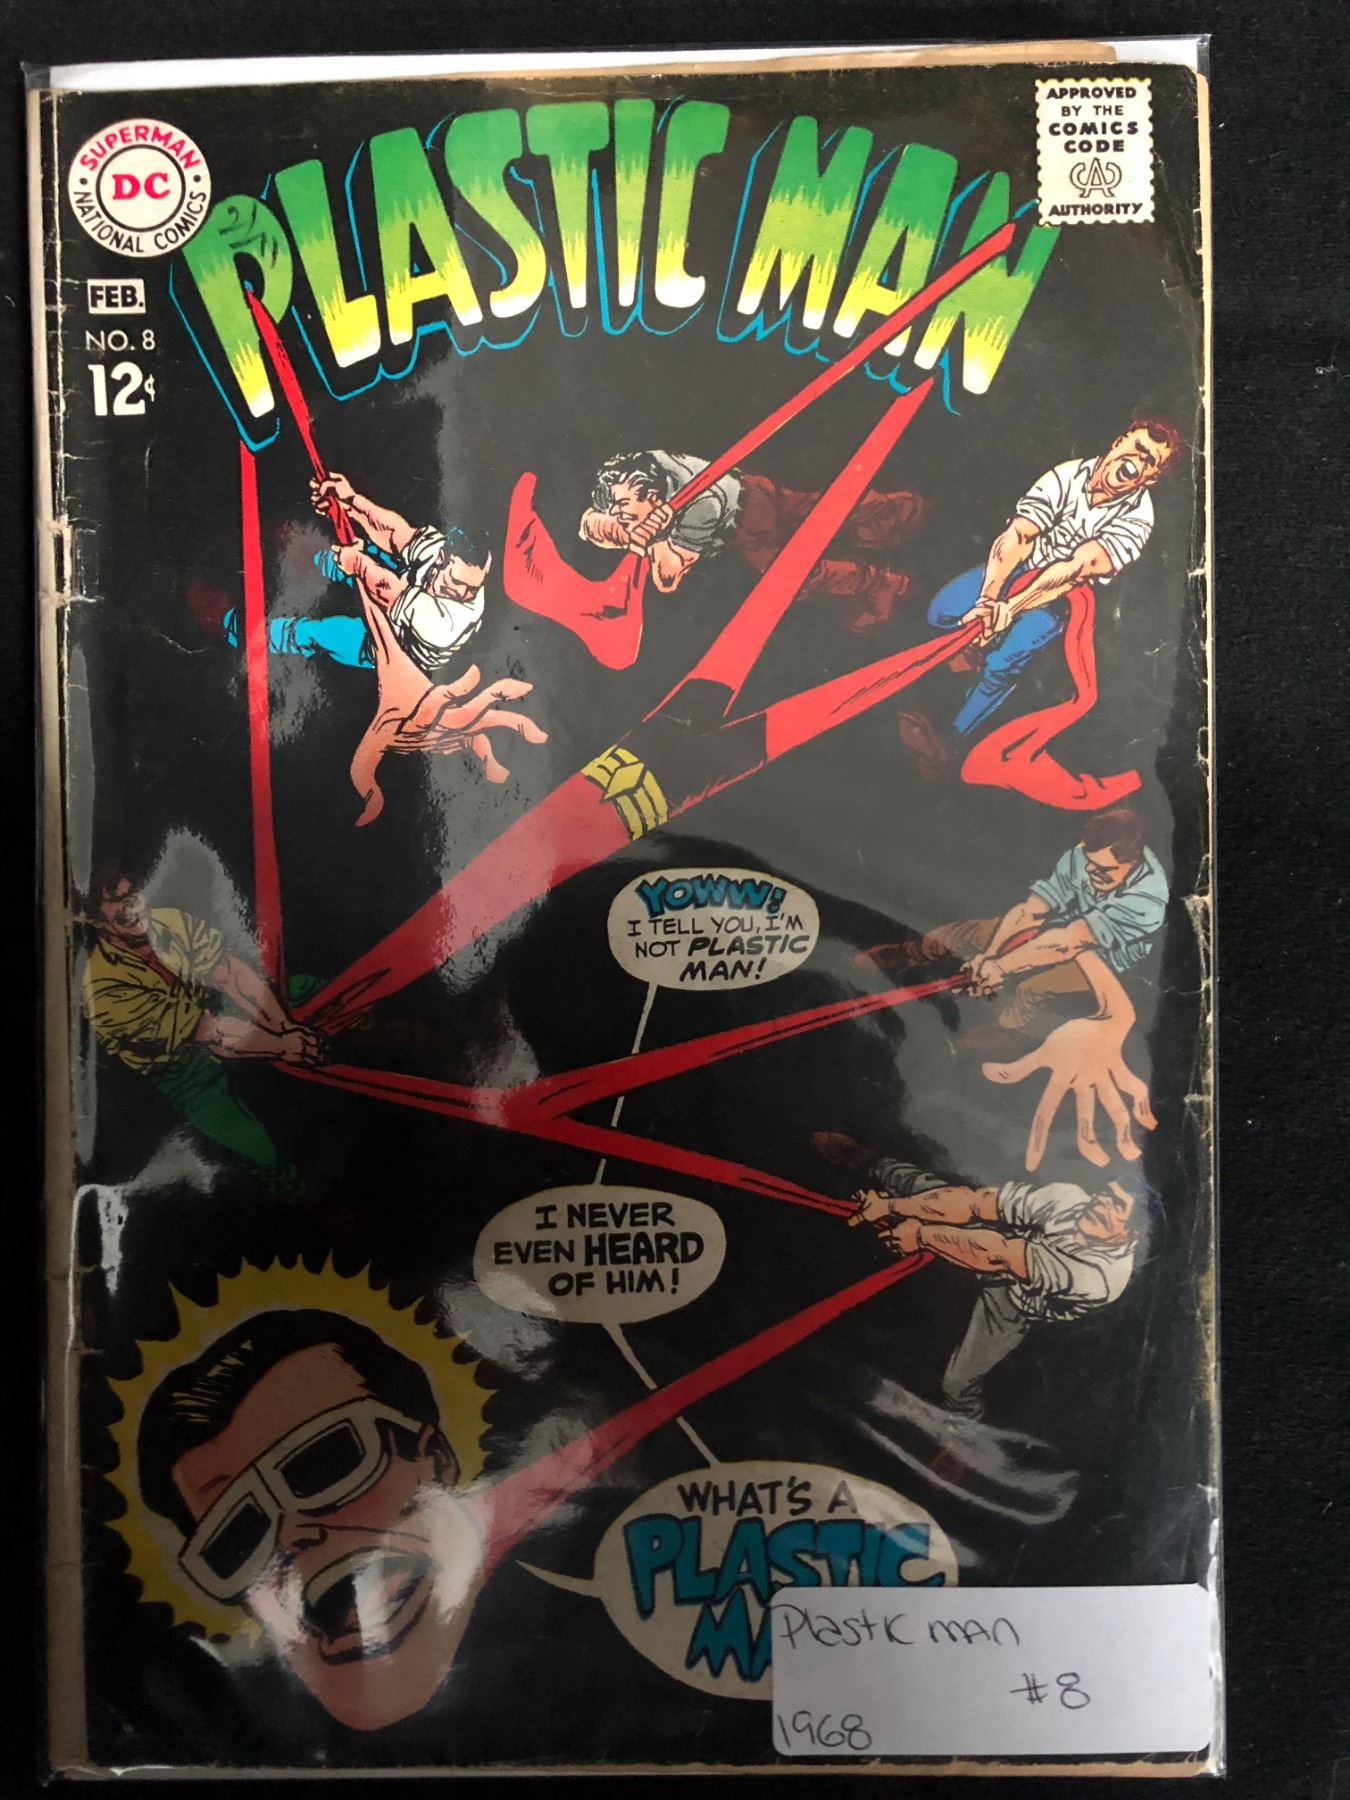 SUPERMAN
DC
NATIONAL COMICS
PLASTIC MAN
APPROVED
BY THE
COMICS
CODE
AUTHORITY
FEB.
NO. 8
12¢
YOWW!
I TELL YOU, I'M
NOT PLASTIC
MAN!
I NEVER
EVEN HEARD
OF HIM!
WHAT'S A
PLASTIC
Plastic man
#8
1968